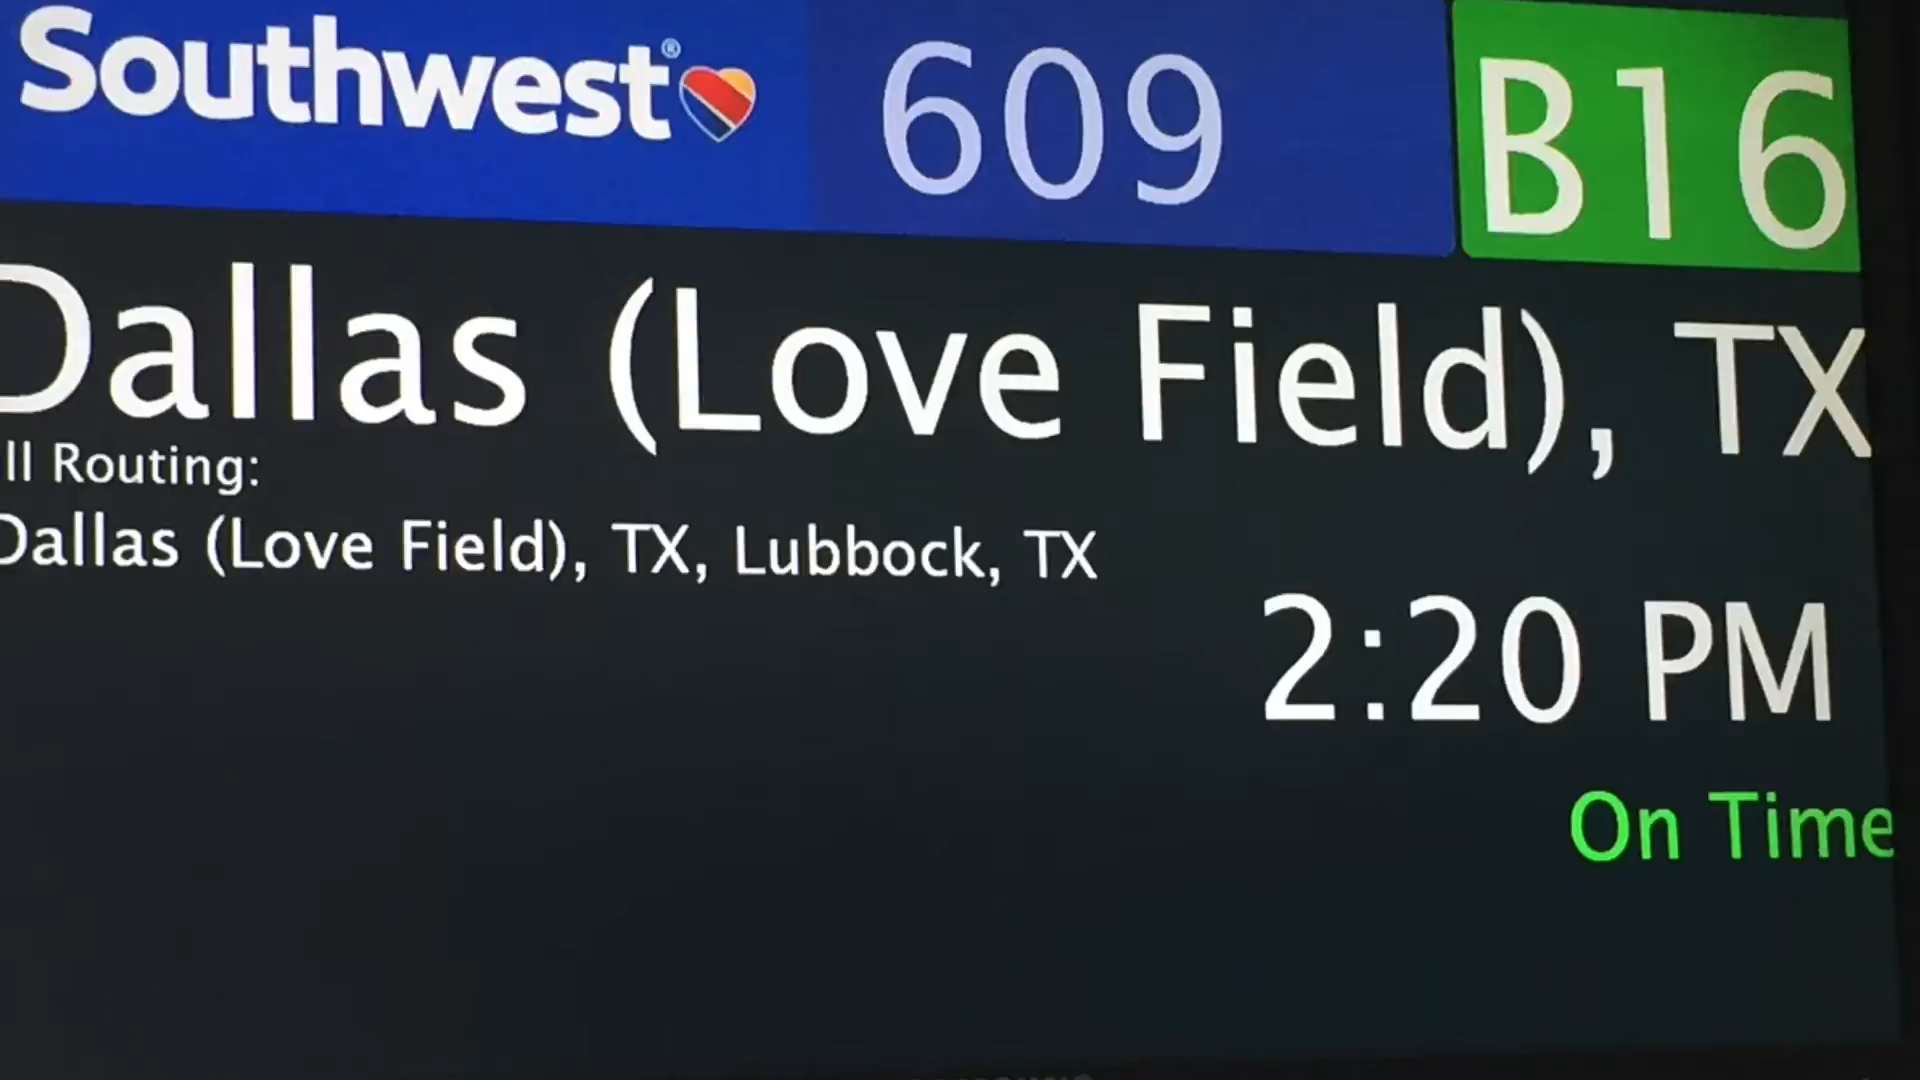 Southwest® 609 B16
Dallas (Love Field), TX
ll Routing:
Dallas (Love Field), TX, Lubbock, TX
2:20 PM
On Time